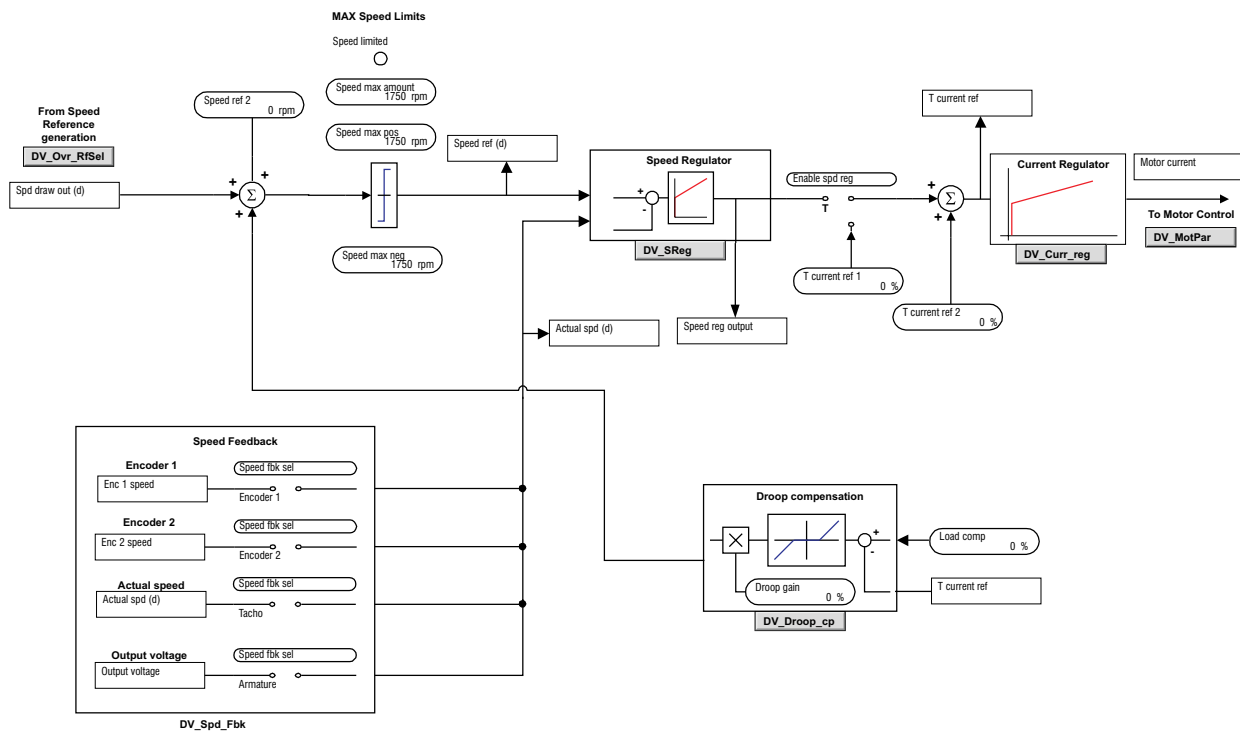 MAX Speed Limits
Speed limited
Speed max amount
1750 rpm
Speed max pos
1750 rpm
Speed max neg
1750 rpm
From Speed
Reference
generation
DV_Ovr_RfSel
Spd draw out (d)
Speed ref 2
0 rpm
+
+
+
Σ
Speed ref (d)
Speed Regulator
+
-
DV_SReg
Enable spd reg
T
T current ref 1
0 %
T current ref
+
+
Σ
T current ref 2
0 %
Current Regulator
DV_Curr_reg
Motor current
To Motor Control
DV_MotPar
Actual spd (d)
Speed reg output
Speed Feedback
Encoder 1
Speed fbk sel
Enc 1 speed
Encoder 1
Encoder 2
Speed fbk sel
Enc 2 speed
Encoder 2
Actual speed
Speed fbk sel
Actual spd (d)
Tacho
Output voltage
Speed fbk sel
Output voltage
Armature
DV_Spd_Fbk
Droop compensation
+
-
Load comp
0 %
Droop gain
0 %
T current ref
DV_Droop_cp